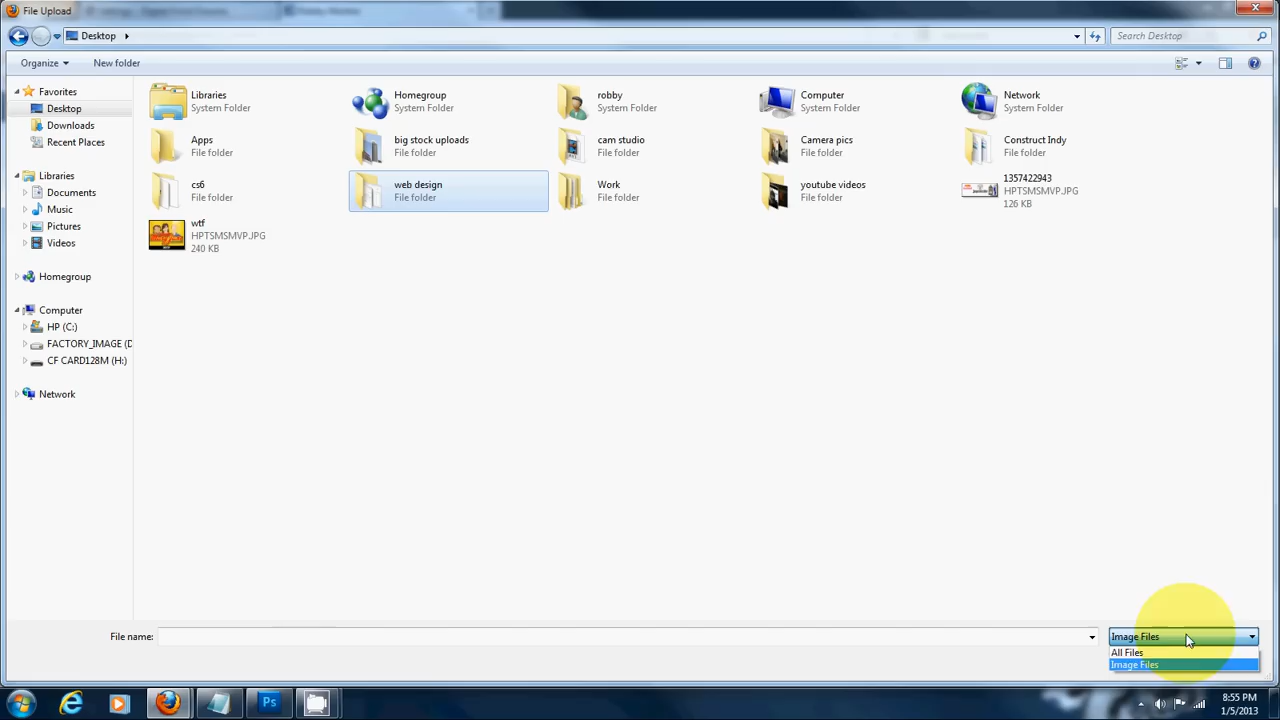 File Upload
Desktop
Search Desktop
Organize
New folder
Favorites
Desktop
Downloads
Recent Places
Libraries
Documents
Music
Pictures
Videos
Homegroup
Computer
HP (C:)
FACTORY_IMAGE (D
CF CARD128M (H:)
Network
Libraries
System Folder
Homegroup
System Folder
robby
System Folder
Computer
System Folder
Network
System Folder
Apps
File folder
big stock uploads
File folder
cam studio
File folder
Camera pics
File folder
Construct Indy
File folder
cs6
File folder
web design
File folder
Work
File folder
youtube videos
File folder
1357422943
HPTSMSMVP.JPG
126 KB
wtf
HPTSMSMVP.JPG
240 KB
File name:
Image Files
All Files
Image Files
Ps
8:55 PM
1/5/2013